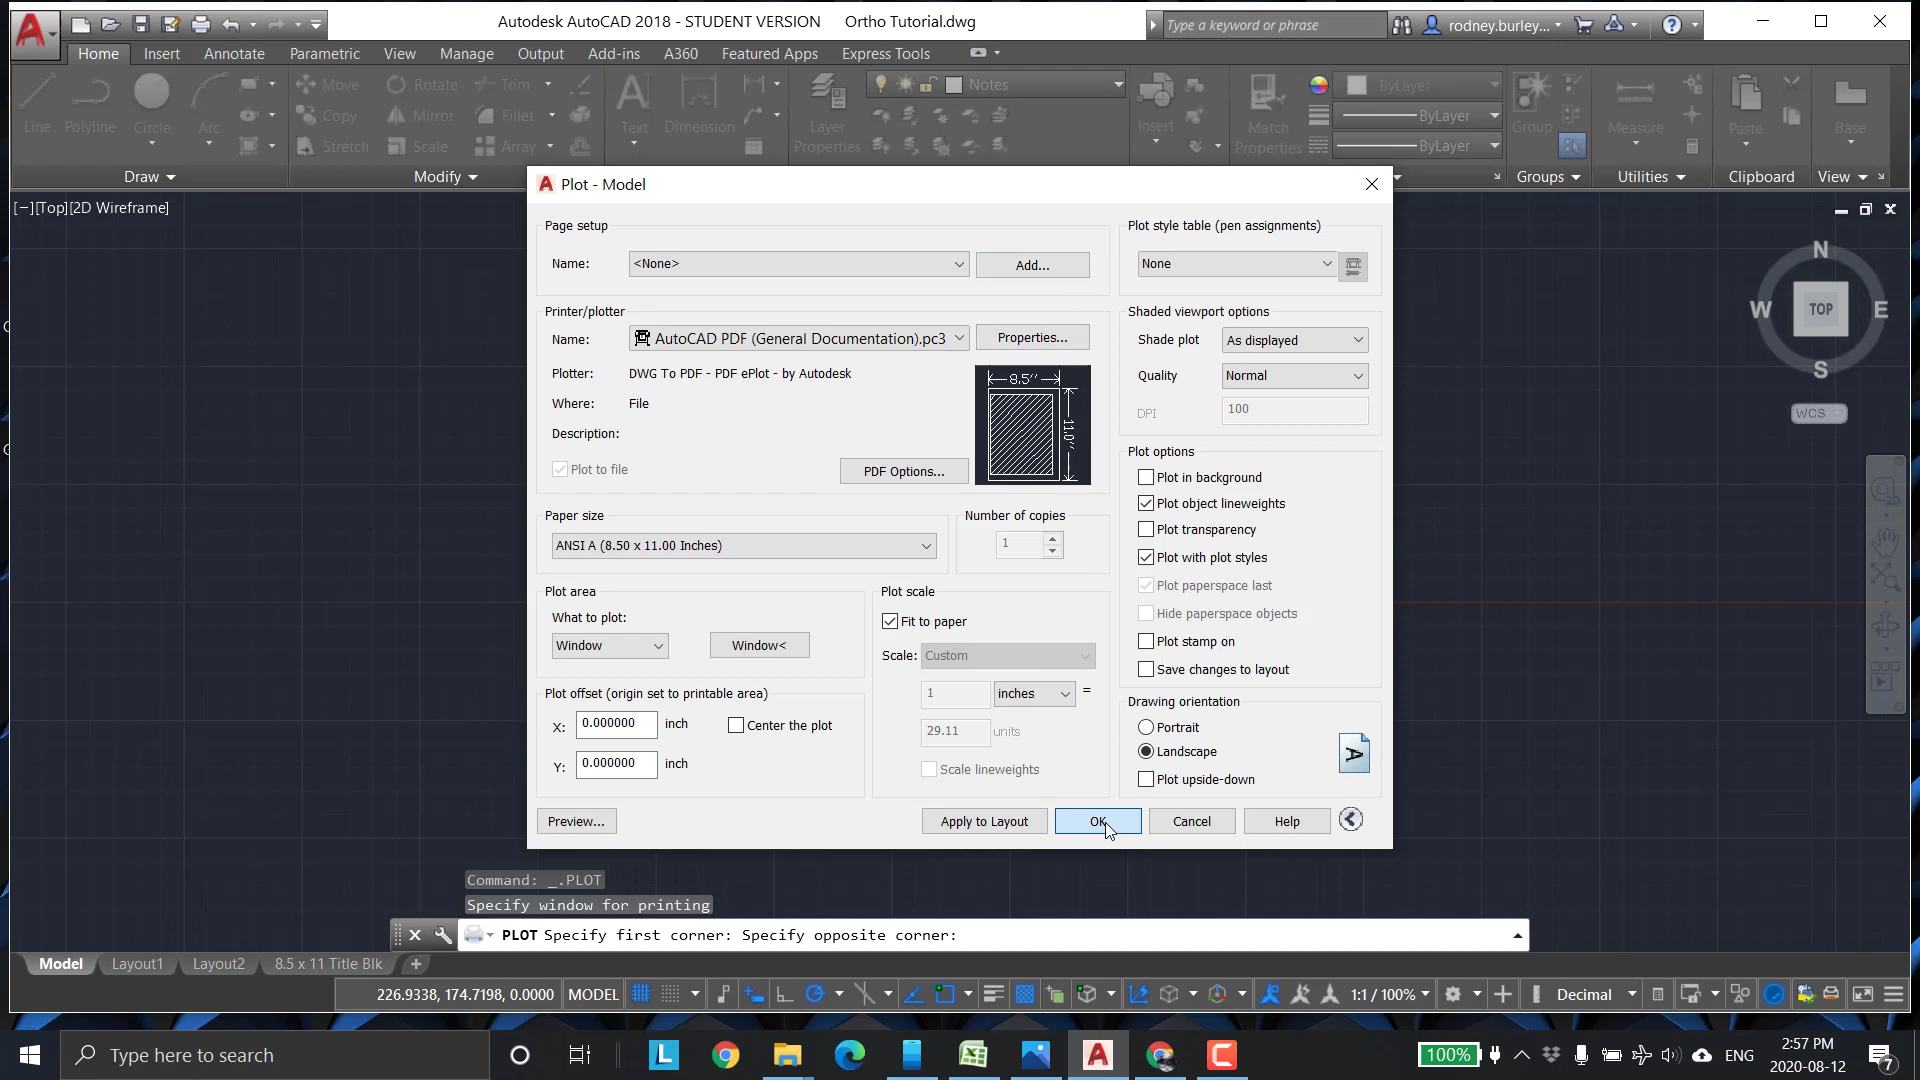 Autodesk AutoCAD 2018 - STUDENT VERSION Ortho Tutorial.dwg
Type a keyword or phrase
rodney.burley...
Home Insert Annotate Parametric View Manage Output Add-ins A360 Featured Apps Express Tools
Line Polyline Circle Arc
Move Rotate Trim
Copy Mirror Fillet
Stretch Scale Array
Text Dimension
Layer Properties
Notes
Insert
Match Properties
ByLayer
ByLayer
ByLayer
Group
Measure
Paste
Base
Draw Modify Groups Utilities Clipboard View
[−][Top][2D Wireframe]
N
W TOP E
S
WCS
Plot - Model
Page setup
Name: <None> Add...
Printer/plotter
Name: AutoCAD PDF (General Documentation).pc3 Properties...
Plotter: DWG To PDF - PDF ePlot - by Autodesk
Where: File
Description:
Plot to file
PDF Options...
8.5''
11.0''
Paper size
ANSI A (8.50 x 11.00 Inches)
Number of copies
1
Plot area
What to plot:
Window Window<
Plot offset (origin set to printable area)
X: 0.000000 inch Center the plot
Y: 0.000000 inch
Plot scale
Fit to paper
Scale: Custom
1 inches =
29.11 units
Scale lineweights
Plot style table (pen assignments)
None
Shaded viewport options
Shade plot As displayed
Quality Normal
DPI 100
Plot options
Plot in background
Plot object lineweights
Plot transparency
Plot with plot styles
Plot paperspace last
Hide paperspace objects
Plot stamp on
Save changes to layout
Drawing orientation
Portrait
Landscape
Plot upside-down
A
Preview... Apply to Layout OK Cancel Help
Command: _.PLOT
Specify window for printing
PLOT Specify first corner: Specify opposite corner:
Model Layout1 Layout2 8.5 x 11 Title Blk +
226.9338, 174.7198, 0.0000 MODEL 1:1 / 100% Decimal
Type here to search
100% ENG
2:57 PM
2020-08-12
7